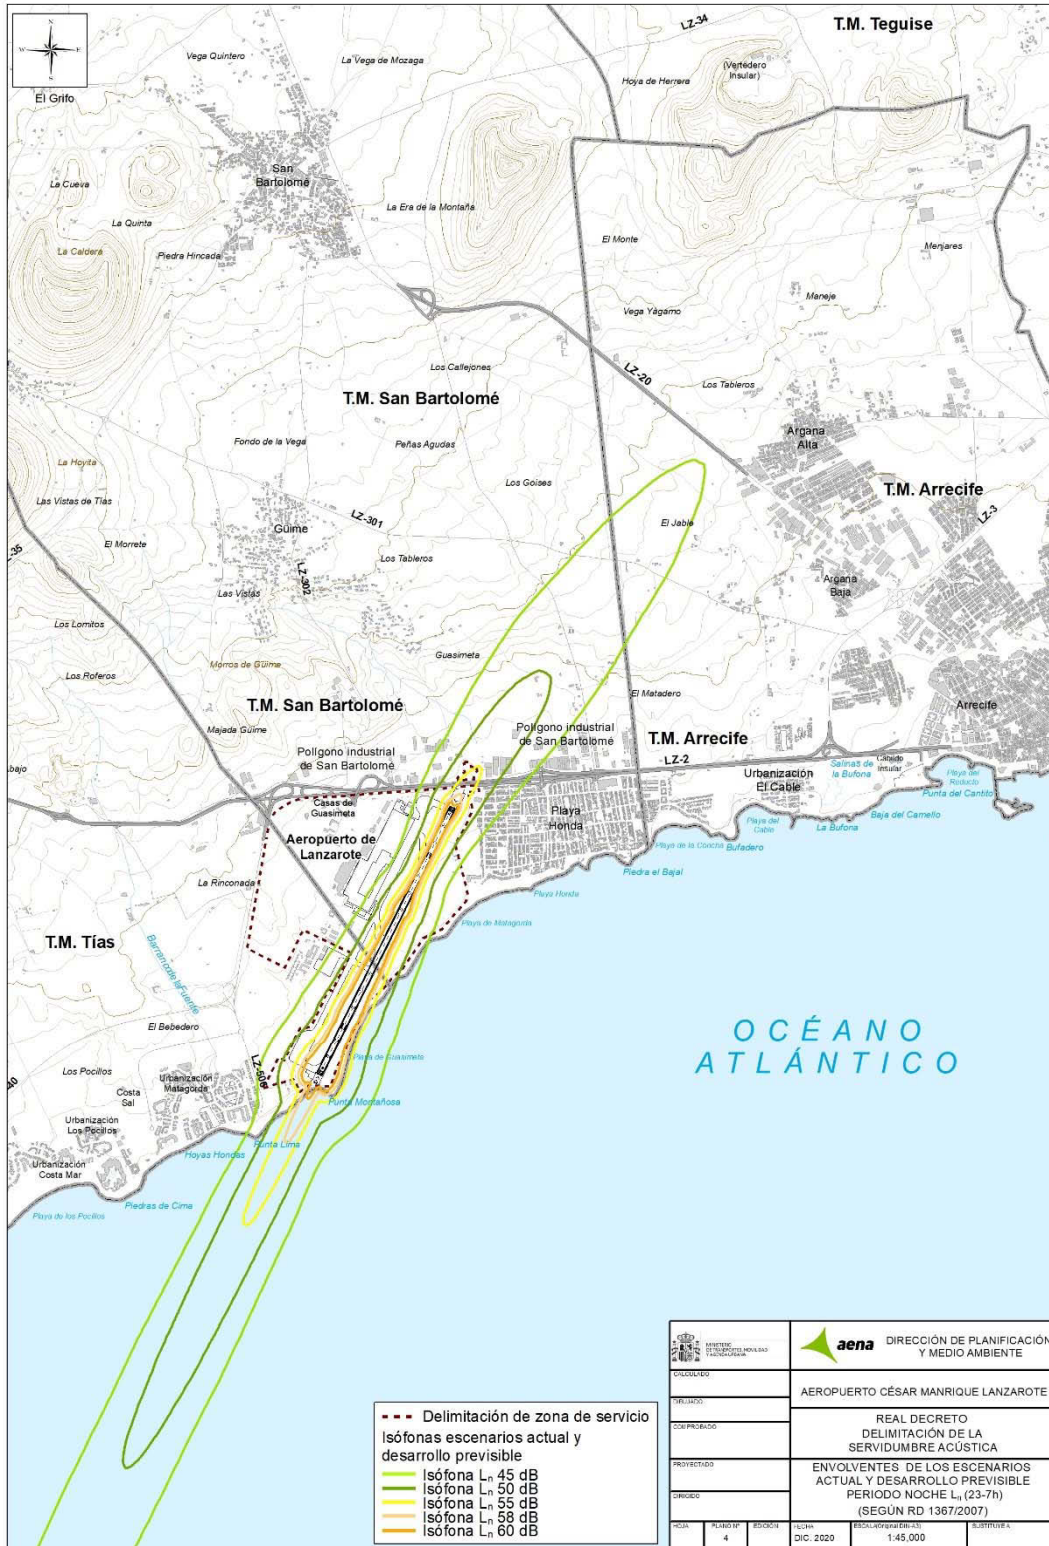 N
W E
S
El Grifo
Vega Quintero
La Vega de Mozaga
LZ-34
T.M. Teguise
(Vertedero
Insular)
Hoya de Herrera
San
Bartolomé
La Cueva
La Era de la Montaña
La Quinta
El Monte
La Caldera
Piedra Hincada
Menjares
Maneje
Vega Yágamo
Los Callejones
LZ-20
Los Tableros
T.M. San Bartolomé
Argana
Alta
Fondo de la Vega
Peñas Agudas
La Hoyita
Los Goises
T.M. Arrecife
Las Vistas de Tías
LZ-301
El Jable
LZ-3
Güime
El Morrete
Los Tableros
LZ-302
Argana
Baja
Las Vistas
Los Lomitos
Guasimeta
Morros de Güime
Los Roferos
El Matadero
T.M. San Bartolomé
Arrecife
Majada Güime
Polígono industrial
de San Bartolomé
T.M. Arrecife
Polígono industrial
de San Bartolomé
LZ-2
Salinas de
la Bufona
Cabildo
Insular
Playa del
Reducto
Urbanización
El Cable
Punta del Cantito
Casas de
Guasimeta
Playa
Honda
Playa del
Cable
La Bufona
Baja del Camello
Aeropuerto de
Lanzarote
Playa de la Concha
Bufadero
Piedra el Bajal
La Rinconada
Playa Honda
Playa de Matagorda
T.M. Tías
Barranco de la Fuente
El Bebedero
OCÉANO
ATLÁNTICO
LZ-505
Playa de Guasimeta
Los Pocillos
Urbanización
Matagorda
Costa
Sal
Punta Montañosa
Urbanización
Los Pocillos
Punta Lima
Hoyas Hondas
Urbanización
Costa Mar
Piedras de Cima
Playa de los Pocillos
Delimitación de zona de servicio
Isófonas escenarios actual y
desarrollo previsible
Isófona Ln 45 dB
Isófona Ln 50 dB
Isófona Ln 55 dB
Isófona Ln 58 dB
Isófona Ln 60 dB
MINISTERIO
DE TRANSPORTES, MOVILIDAD
Y AGENDA URBANA
aena
DIRECCIÓN DE PLANIFICACIÓN
Y MEDIO AMBIENTE
CALCULADO
AEROPUERTO CÉSAR MANRIQUE LANZAROTE
DIBUJADO
COMPROBADO
REAL DECRETO
DELIMITACIÓN DE LA
SERVIDUMBRE ACÚSTICA
PROYECTADO
ENVOLVENTES DE LOS ESCENARIOS
ACTUAL Y DESARROLLO PREVISIBLE
PERIODO NOCHE Ln (23-7h)
(SEGÚN RD 1367/2007)
DIRIGIDO
HOJA PLANO Nº EDICIÓN FECHA ESCALA(Original DIN-A3) SUSTITUYE A
4 DIC. 2020 1:45.000